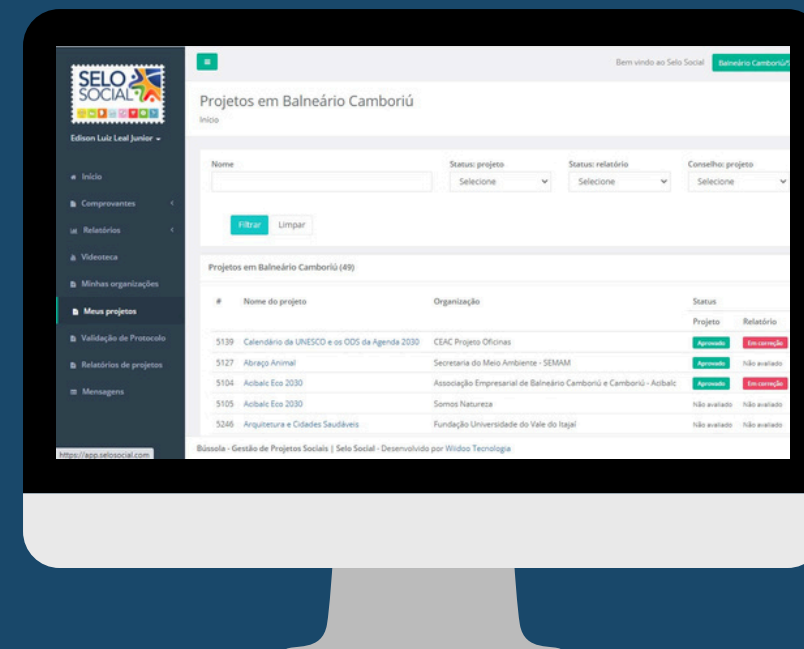 SELO
SOCIAL
Edison Luiz Leal Junior
Início
Comprovantes
Relatórios
Videoteca
Minhas organizações
Meus projetos
Validação de Protocolo
Relatórios de projetos
Mensagens
https://app.selosocial.com
Bem vindo ao Selo Social Balneário Camboriú
Projetos em Balneário Camboriú
Início
Nome Status: projeto Status: relatório Conselho: projeto
Selecione Selecione Selecione
Filtrar Limpar
Projetos em Balneário Camboriú (49)
# Nome do projeto Organização Status
Projeto Relatório
5139 Calendário da UNESCO e os ODS da Agenda 2030 CEAC Projeto Oficinas Aprovado Em correção
5127 Abraço Animal Secretaria do Meio Ambiente - SEMAM Aprovado Não avaliado
5104 Acibalc Eco 2030 Associação Empresarial de Balneário Camboriú e Camboriú - Acibalc Aprovado Em correção
5105 Acibalc Eco 2030 Somos Natureza Não avaliado Não avaliado
5246 Arquitetura e Cidades Saudáveis Fundação Universidade do Vale do Itajaí Não avaliado Não avaliado
Bússola - Gestão de Projetos Sociais | Selo Social - Desenvolvido por Wildoo Tecnologia